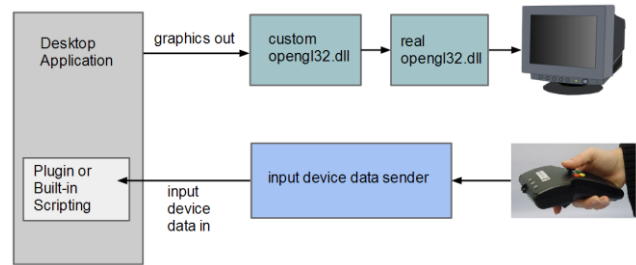 Desktop
Application
graphics out
custom
opengl32.dll
real
opengl32.dll
Plugin or
Built-in
Scripting
input
device
data in
input device data sender